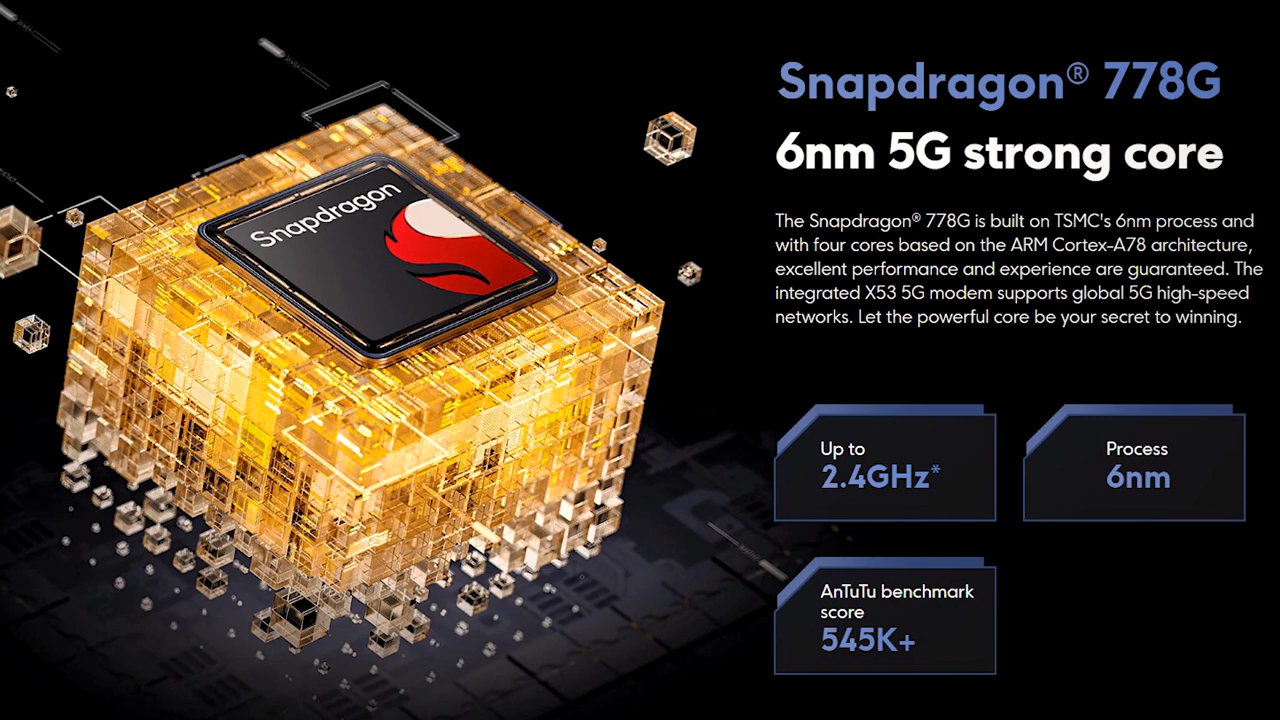 Snapdragon
Snapdragon® 778G
6nm 5G strong core
The Snapdragon® 778G is built on TSMC's 6nm process and
with four cores based on the ARM Cortex-A78 architecture,
excellent performance and experience are guaranteed. The
integrated X53 5G modem supports global 5G high-speed
networks. Let the powerful core be your secret to winning.
Up to
2.4GHz*
Process
6nm
AnTuTu benchmark
score
545K+